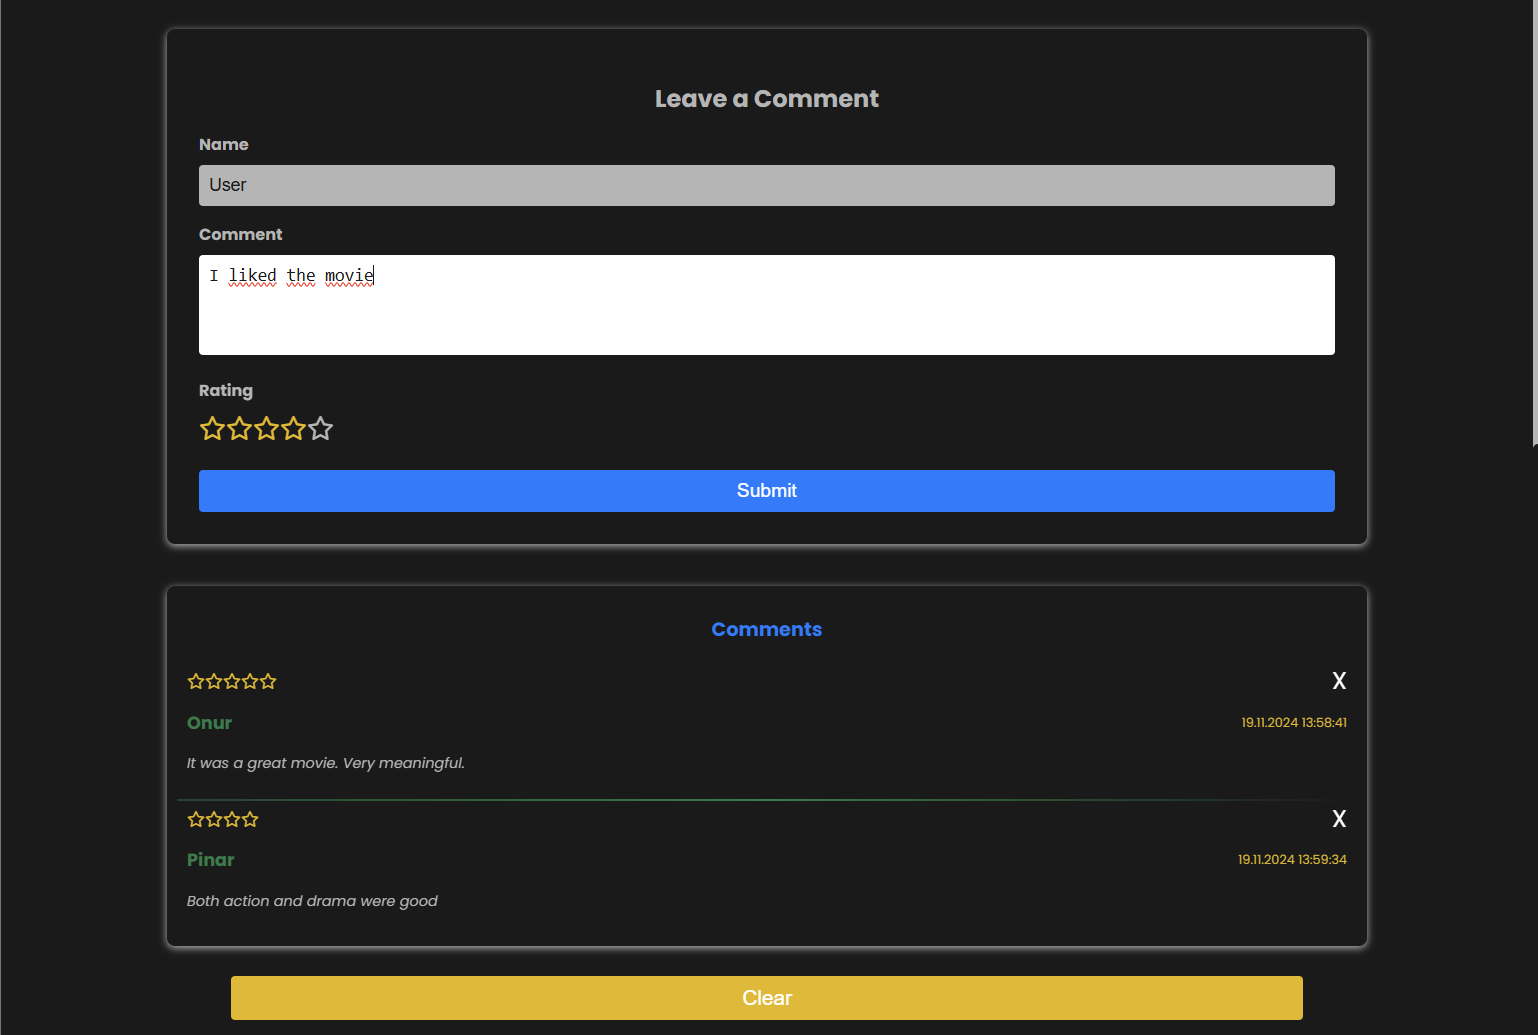 Leave a Comment
Name
User
Comment
I liked the movie
Rating
Submit
Comments
X
Onur
19.11.2024 13:58:41
It was a great movie. Very meaningful.
X
Pinar
19.11.2024 13:59:34
Both action and drama were good
Clear